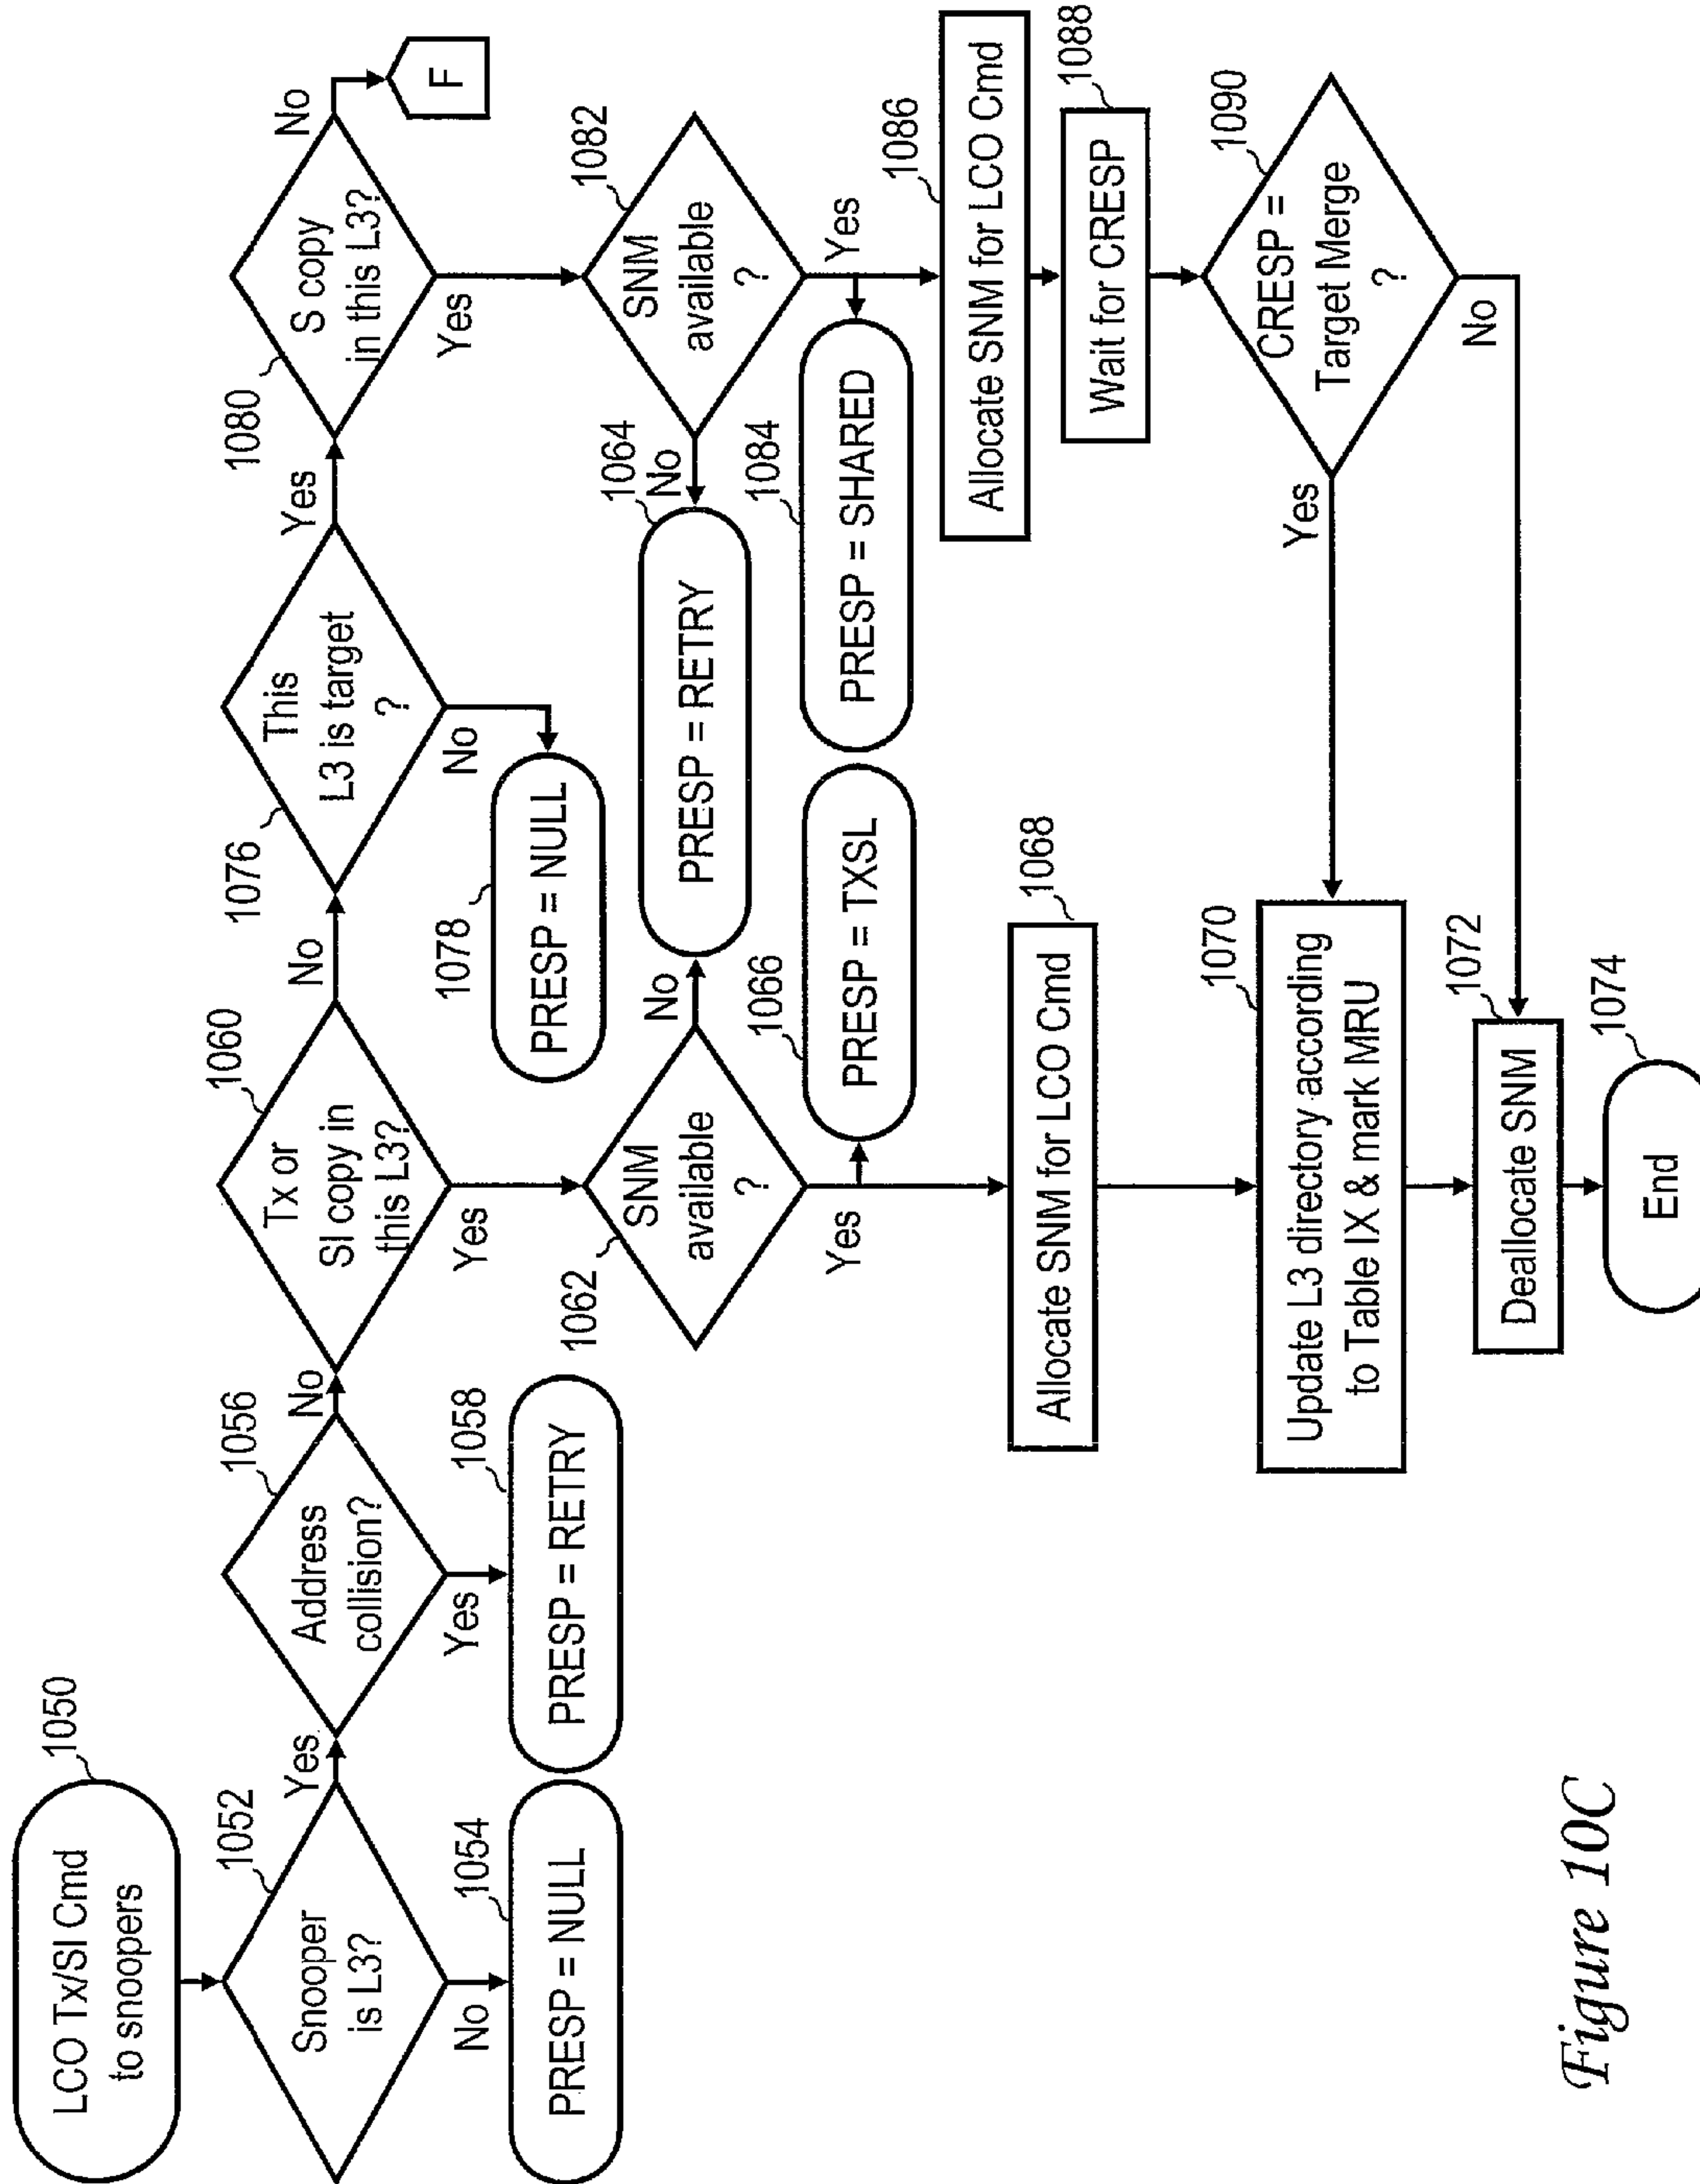 1050
LCO Tx/SI Cmd
to snoopers
1052
Snooper
is L3?
Yes
No
1054
PRESP = NULL
1056
Address
collision?
No
Yes
1058
PRESP = RETRY
1060
Tx or
SI copy in
this L3?
No
Yes
1062
SNM
available
?
No
Yes
1064
PRESP = RETRY
1066
PRESP = TXSL
1068
Allocate SNM for LCO Cmd
1070
Update L3 directory according
to Table IX & mark MRU
1072
Deallocate SNM
1074
End
1076
This
L3 is target
?
Yes
No
1078
PRESP = NULL
1080
S copy
in this L3?
No
F
Yes
1082
SNM
available
?
No
Yes
1084
PRESP = SHARED
1086
Allocate SNM for LCO Cmd
1088
Wait for CRESP
1090
CRESP =
Target Merge
?
Yes
No
Figure 10C